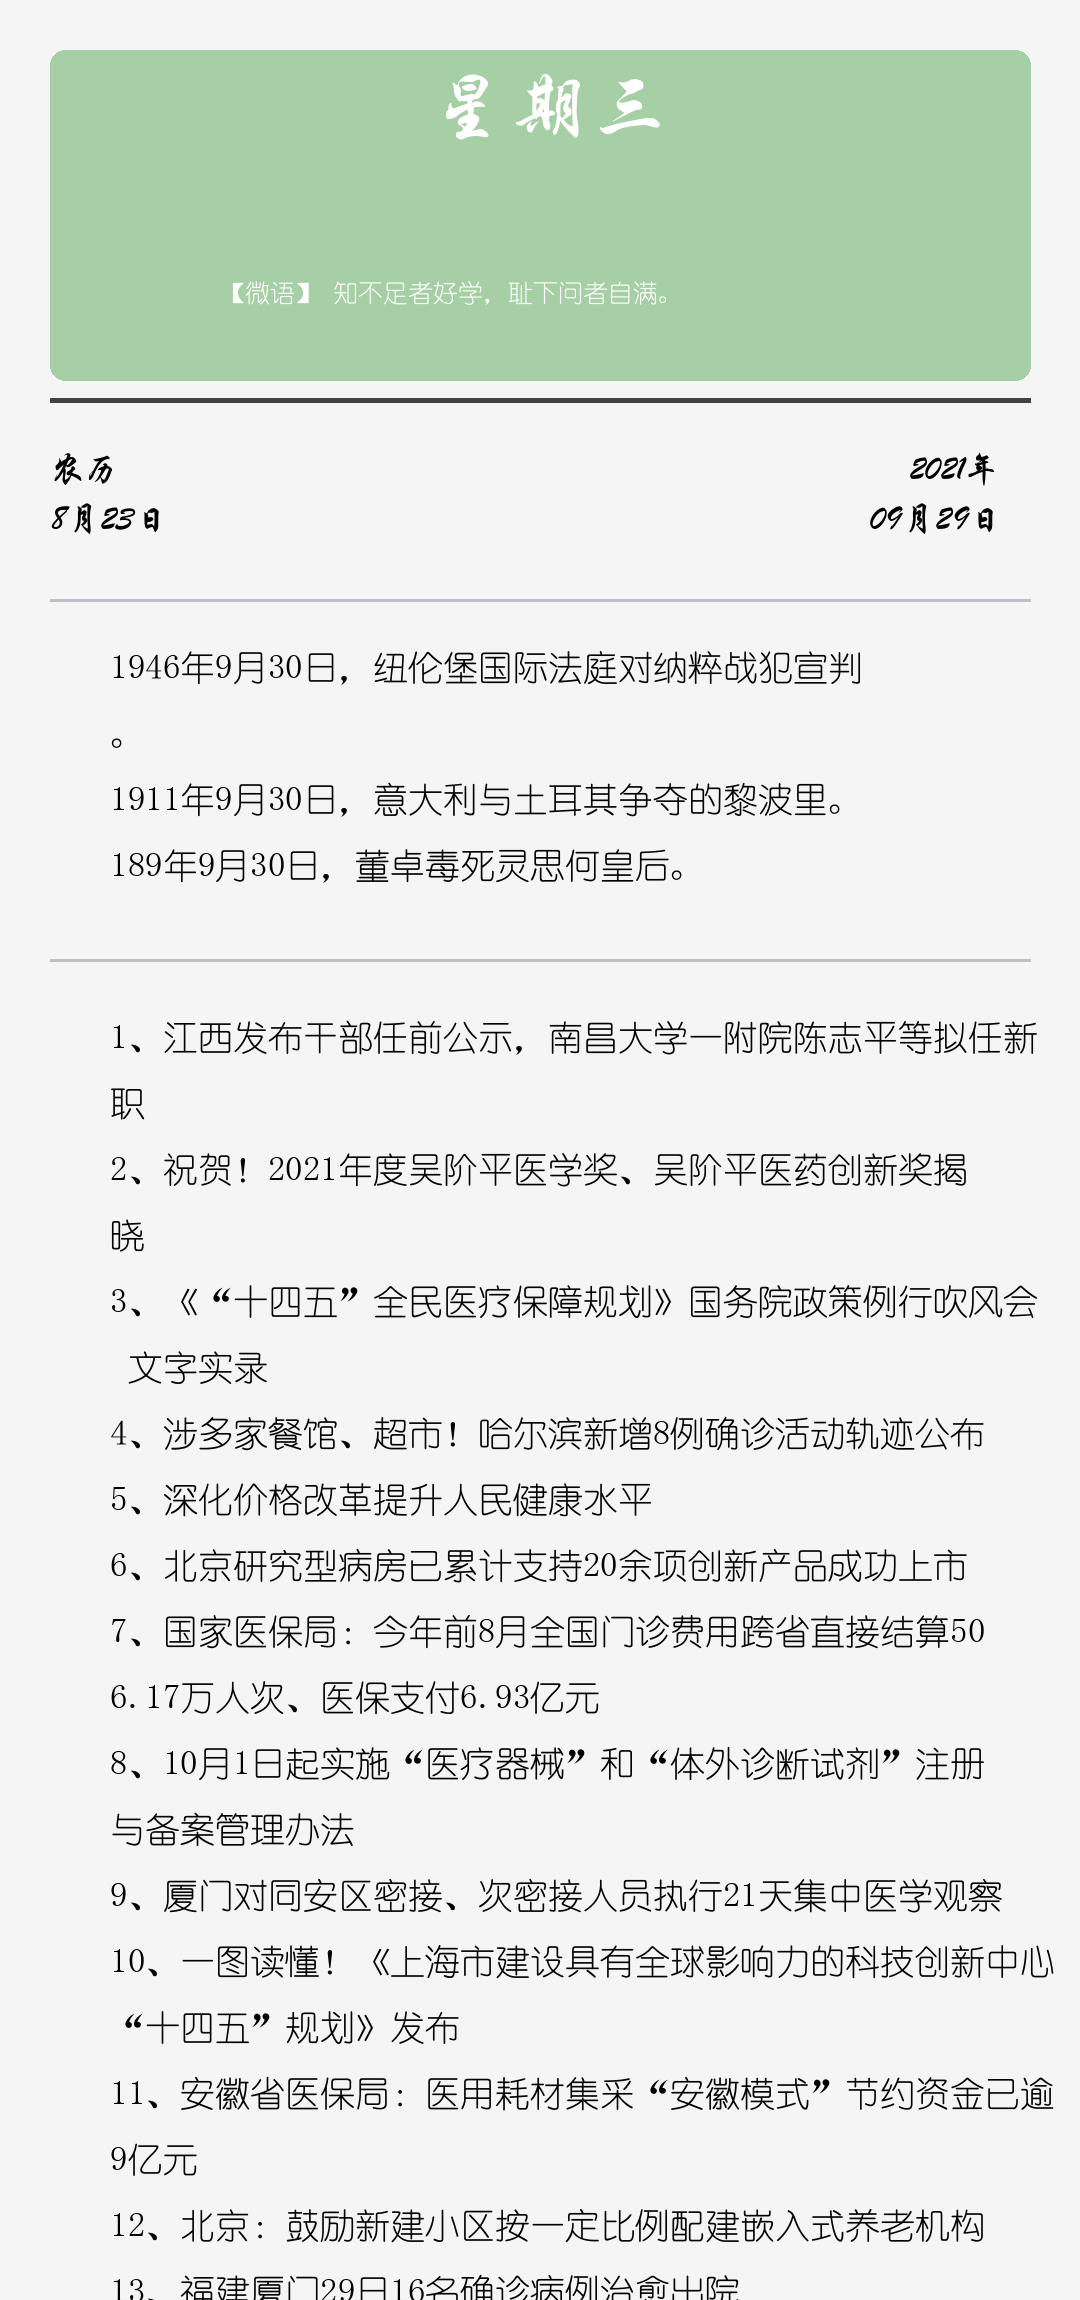 星期三
【微语】 知不足者好学，耻下问者自满。
农历
8月23日
2021年
09月29日
1946年9月30日，纽伦堡国际法庭对纳粹战犯宣判
。
1911年9月30日，意大利与土耳其争夺的黎波里。
189年9月30日，董卓毒死灵思何皇后。
1、江西发布干部任前公示，南昌大学一附院陈志平等拟任新
职
2、祝贺！2021年度吴阶平医学奖、吴阶平医药创新奖揭
晓
3、《“十四五”全民医疗保障规划》国务院政策例行吹风会
文字实录
4、涉多家餐馆、超市！哈尔滨新增8例确诊活动轨迹公布
5、深化价格改革提升人民健康水平
6、北京研究型病房已累计支持20余项创新产品成功上市
7、国家医保局：今年前8月全国门诊费用跨省直接结算50
6.17万人次、医保支付6.93亿元
8、10月1日起实施“医疗器械”和“体外诊断试剂”注册
与备案管理办法
9、厦门对同安区密接、次密接人员执行21天集中医学观察
10、一图读懂！《上海市建设具有全球影响力的科技创新中心
“十四五”规划》发布
11、安徽省医保局：医用耗材集采“安徽模式”节约资金已逾
9亿元
12、北京：鼓励新建小区按一定比例配建嵌入式养老机构
13、福建厦门29日16名确诊病例治愈出院